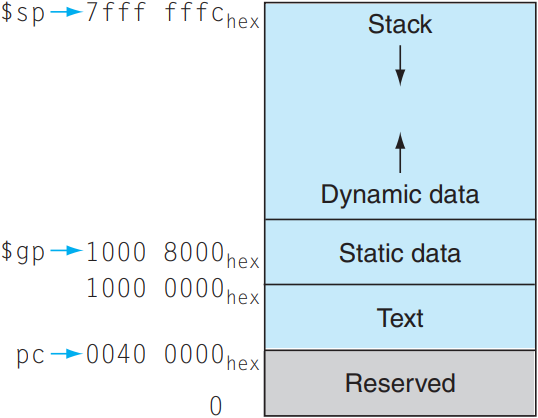 $sp 7fff fffc hex Stack
Dynamic data
$gp 1000 8000 hex Static data
1000 0000 hex
Text
pc 0040 0000 hex
Reserved
0